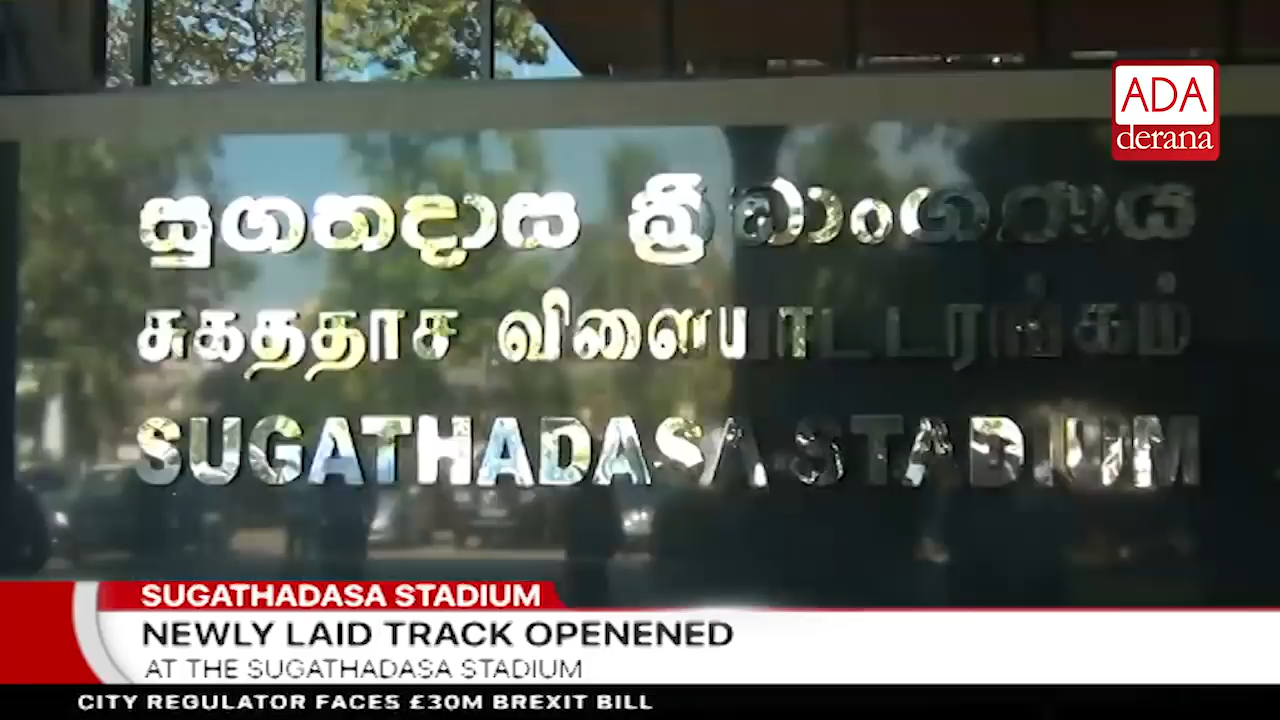 ADA
derana
සුගතදාස ක්‍රීඩාංගණය
சுகததாச விளையாட்டரங்கம்
SUGATHADASA STADIUM
SUGATHADASA STADIUM
NEWLY LAID TRACK OPENENED
AT THE SUGATHADASA STADIUM
CITY REGULATOR FACES £30M BREXIT BILL